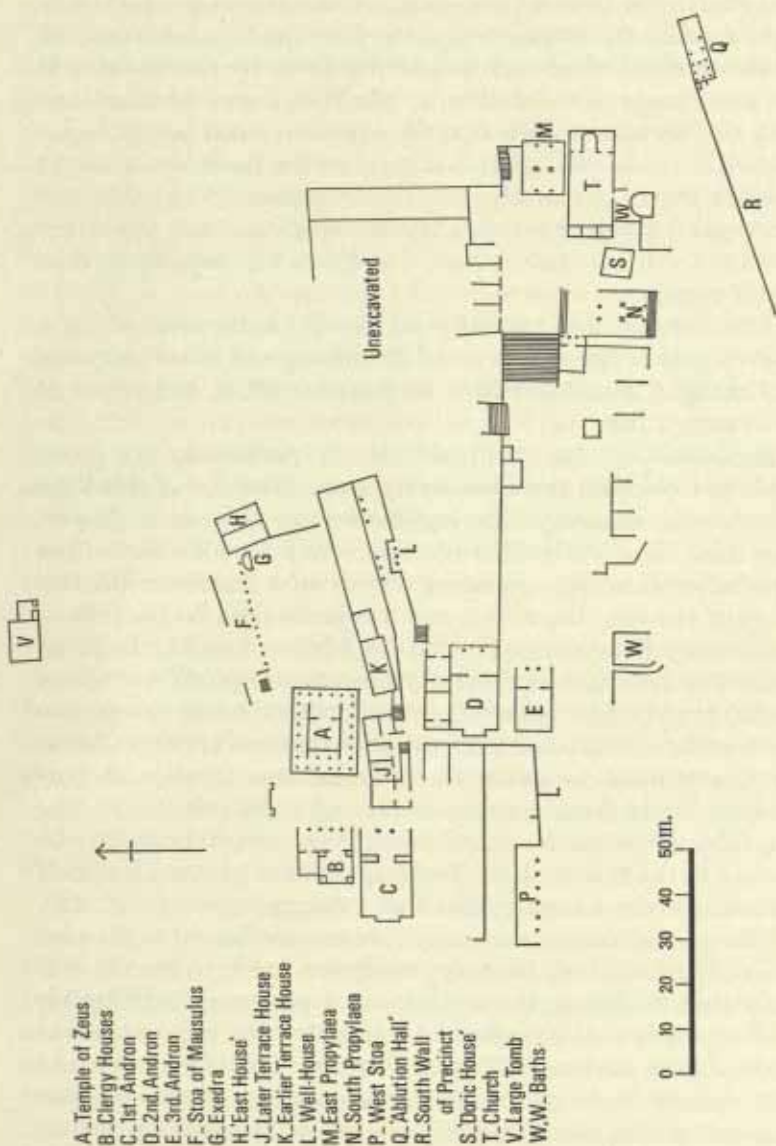 A. Temple of Zeus
B. Clergy Houses
C. 1st. Andron
D. 2nd. Andron
E. 3rd. Andron
F. Stoa of Mausulus
G. Exedra
H. 'East House'
J. Later Terrace House
K. Earlier Terrace House
L. Well-House
M. East Propylaea
N. South Propylaea
P. West Stoa
Q. 'Ablution Hall'
R. South Wall
of Precinct
S. 'Doric House'
T. Church
V. Large Tomb
W,W. Baths
V
H
G
F
Unexcavated
A
K
L
J
B
C
D
E
P
W
M
T
W
S
N
Q
R
0 10 20 30 40 50m.